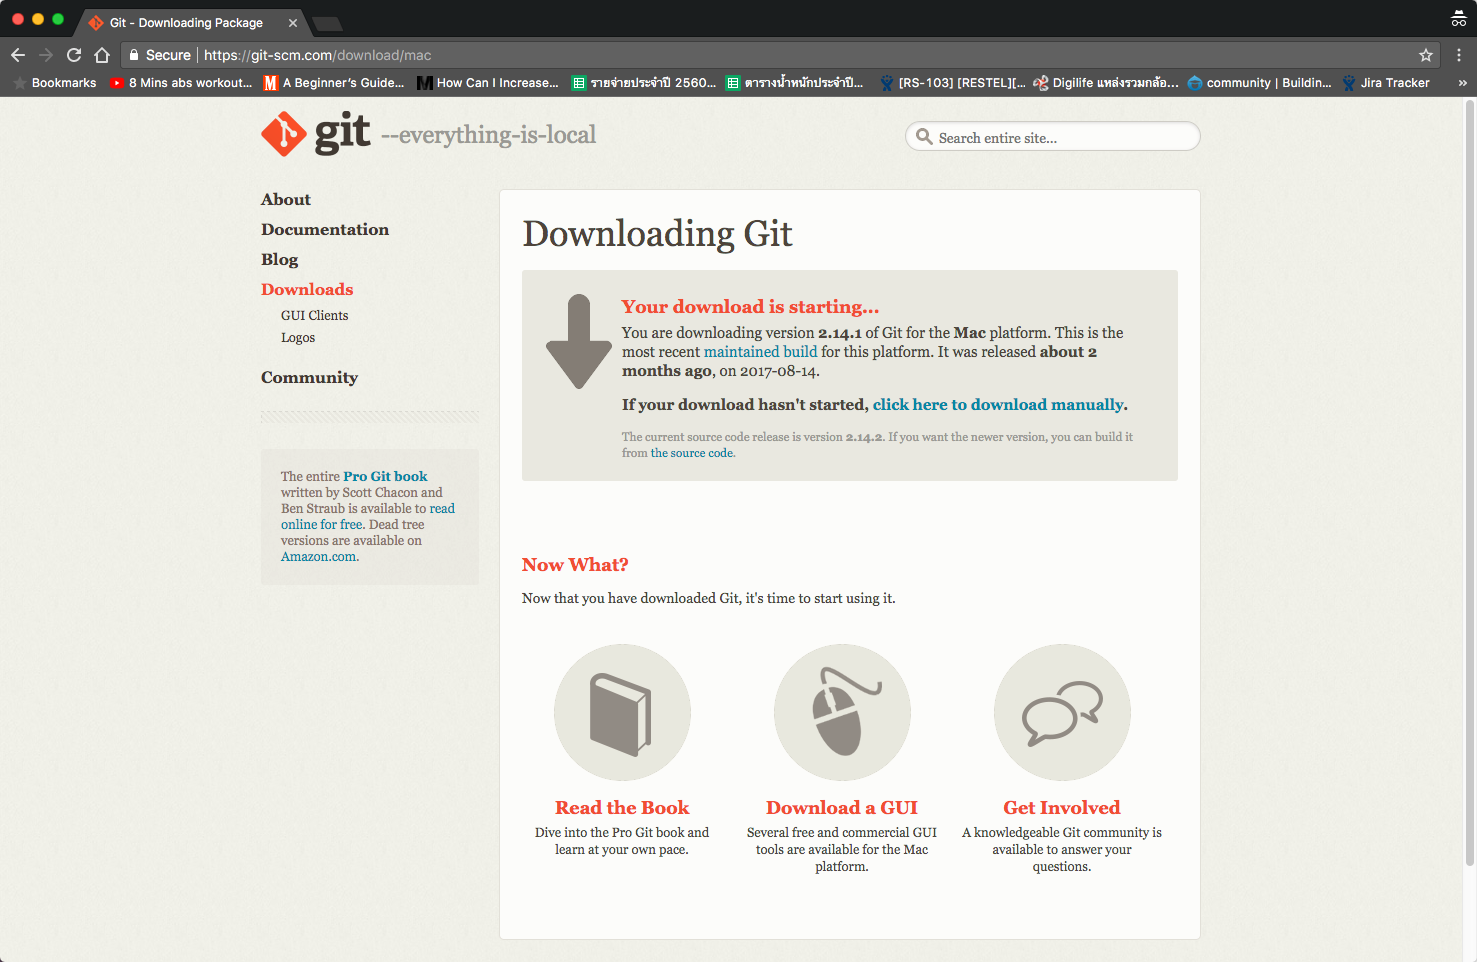 Git - Downloading Package
Secure https://git-scm.com/download/mac
Bookmarks 8 Mins abs workout... A Beginner's Guide... How Can I Increase... รายจ่ายประจำปี 2560... ตารางน้ำหนักประจำปี... [RS-103] [RESTEL][... Digilife แหล่งรวมกล้อ... community | Building... Jira Tracker »
git --everything-is-local
Search entire site...
About
Documentation
Blog
Downloads
GUI Clients
Logos
Community
The entire Pro Git book
written by Scott Chacon and
Ben Straub is available to read
online for free. Dead tree
versions are available on
Amazon.com.
Downloading Git
Your download is starting...
You are downloading version 2.14.1 of Git for the Mac platform. This is the
most recent maintained build for this platform. It was released about 2
months ago, on 2017-08-14.
If your download hasn't started, click here to download manually.
The current source code release is version 2.14.2. If you want the newer version, you can build it
from the source code.
Now What?
Now that you have downloaded Git, it's time to start using it.
Read the Book
Dive into the Pro Git book and
learn at your own pace.
Download a GUI
Several free and commercial GUI
tools are available for the Mac
platform.
Get Involved
A knowledgeable Git community is
available to answer your
questions.